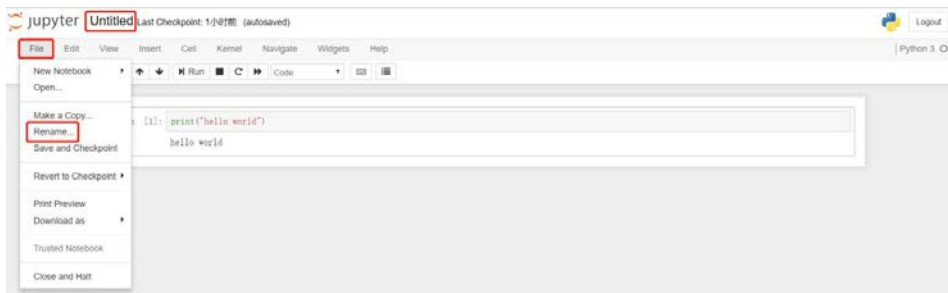 jupyter Untitled Last Checkpoint: 1小时前 (autosaved) Logout
File Edit View Insert Cell Kernel Navigate Widgets Help Python 3
New Notebook Run Code
Open...
Make a Copy...
In [1]: print("hello world")
Rename...
hello world
Save and Checkpoint
Revert to Checkpoint
Print Preview
Download as
Trusted Notebook
Close and Halt